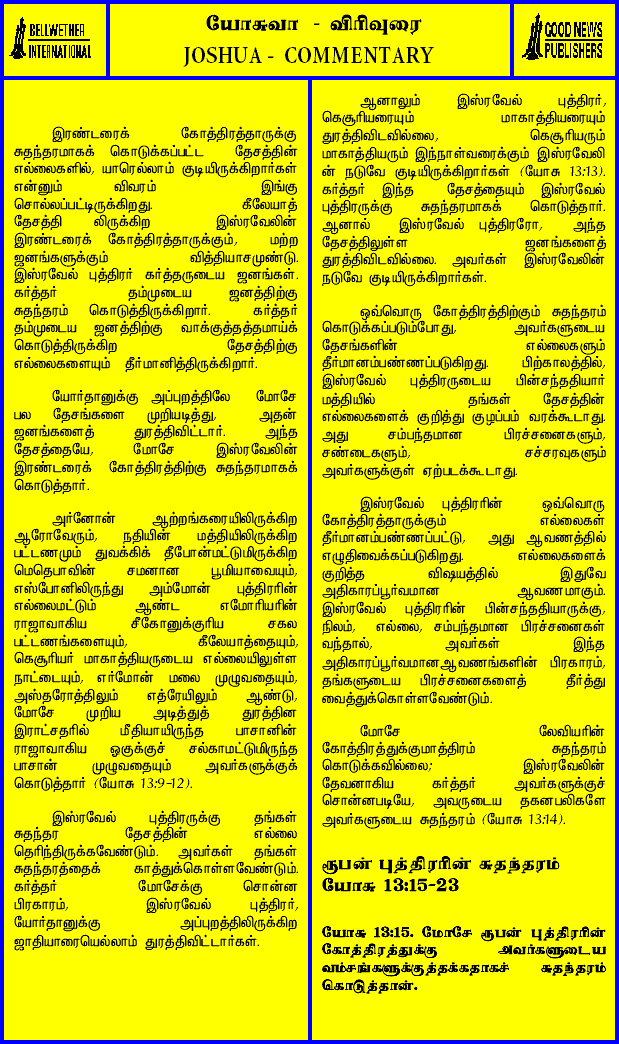 BELLWETHER
INTERNATIONAL
யோசுவா - விரிவுரை
JOSHUA - COMMENTARY
GOOD NEWS
PUBLISHERS
இரண்டரைக் கோத்திரத்தாருக்கு
சுதந்தரமாகக் கொடுக்கப்பட்ட தேசத்தின்
எல்லைகளில், யாரெல்லாம் குடியிருக்கிறார்கள்
என்னும் விவரம் இங்கு
சொல்லப்பட்டிருக்கிறது. கீலேயாத்
தேசத்தி லிருக்கிற இஸ்ரவேலின்
இரண்டரைக் கோத்திரத்தாருக்கும், மற்ற
ஜனங்களுக்கும் வித்தியாசமுண்டு.
இஸ்ரவேல் புத்திரர் கர்த்தருடைய ஜனங்கள்.
கர்த்தர் தம்முடைய ஜனத்திற்கு
சுதந்தரம் கொடுத்திருக்கிறார். கர்த்தர்
தம்முடைய ஜனத்திற்கு வாக்குத்தத்தமாய்க்
கொடுத்திருக்கிற தேசத்திற்கு
எல்லைகளையும் தீர்மானித்திருக்கிறார்.
யோர்தானுக்கு அப்புறத்திலே மோசே
பல தேசங்களை முறியடித்து, அதன்
ஜனங்களைத் துரத்திவிட்டார். அந்த
தேசத்தையே, மோசே இஸ்ரவேலின்
இரண்டரைக் கோத்திரத்திற்கு சுதந்தரமாகக்
கொடுத்தார்.
அர்னோன் ஆற்றங்கரையிலிருக்கிற
ஆரோவேரும், நதியின் மத்தியிலிருக்கிற
பட்டணமும் துவக்கிக் தீபோன்மட்டுமிருக்கிற
மெதெபாவின் சமனான பூமியாவையும்,
எஸ்போனிலிருந்து அம்மோன் புத்திரரின்
எல்லைமட்டும் ஆண்ட எமோரியரின்
ராஜாவாகிய சீகோனுக்குரிய சகல
பட்டணங்களையும், கீலேயாத்தையும்,
கெசூரியர் மாகாத்தியருடைய எல்லையிலுள்ள
நாட்டையும், எர்மோன் மலை முழுவதையும்,
அஸ்தரோத்திலும் எத்ரேயிலும் ஆண்டு,
மோசே முறிய அடித்துத் துரத்தின
இராட்சதரில் மீதியாயிருந்த பாசானின்
ராஜாவாகிய ஓகுக்குச் சல்காமட்டுமிருந்த
பாசான் முழுவதையும் அவர்களுக்குக்
கொடுத்தார் (யோசு 13:9-12).
இஸ்ரவேல் புத்திரருக்கு தங்கள்
சுதந்தர தேசத்தின் எல்லை
தெரிந்திருக்கவேண்டும். அவர்கள் தங்கள்
சுதந்தரத்தைக் காத்துக்கொள்ளவேண்டும்.
கர்த்தர் மோசேக்கு சொன்ன
பிரகாரம், இஸ்ரவேல் புத்திரர்,
யோர்தானுக்கு அப்புறத்திலிருக்கிற
ஜாதியாரையெல்லாம் துரத்திவிட்டார்கள்.
ஆனாலும் இஸ்ரவேல் புத்திரர்,
கெசூரியரையும் மாகாத்தியரையும்
துரத்திவிடவில்லை, கெசூரியரும்
மாகாத்தியரும் இந்நாள்வரைக்கும் இஸ்ரவேலி
ன் நடுவே குடியிருக்கிறார்கள் (யோசு 13:13).
கர்த்தர் இந்த தேசத்தையும் இஸ்ரவேல்
புத்திரருக்கு சுதந்தரமாகக் கொடுத்தார்.
ஆனால் இஸ்ரவேல் புத்திரரோ, அந்த
தேசத்திலுள்ள ஜனங்களைத்
துரத்திவிடவில்லை. அவர்கள் இஸ்ரவேலின்
நடுவே குடியிருக்கிறார்கள்.
ஒவ்வொரு கோத்திரத்திற்கும் சுதந்தரம்
கொடுக்கப்படும்போது, அவர்களுடைய
தேசங்களின் எல்லைகளும்
தீர்மானம்பண்ணப்படுகிறது. பிற்காலத்தில்,
இஸ்ரவேல் புத்திரருடைய பின்சந்ததியார்
மத்தியில் தங்கள் தேசத்தின்
எல்லைகளைக் குறித்து குழப்பம் வரக்கூடாது.
அது சம்பந்தமான பிரச்சனைகளும்,
சண்டைகளும், சச்சரவுகளும்
அவர்களுக்குள் ஏற்படக்கூடாது.
இஸ்ரவேல் புத்திரரின் ஒவ்வொரு
கோத்திரத்தாருக்கும் எல்லைகள்
தீர்மானம்பண்ணப்பட்டு, அது ஆவணத்தில்
எழுதிவைக்கப்படுகிறது. எல்லைகளைக்
குறித்த விஷயத்தில் இதுவே
அதிகாரப்பூர்வமான ஆவணமாகும்.
இஸ்ரவேல் புத்திரரின் பின்சந்ததியாருக்கு,
நிலம், எல்லை, சம்பந்தமான பிரச்சனைகள்
வந்தால், அவர்கள் இந்த
அதிகாரப்பூர்வமானஆவணங்களின் பிரகாரம்,
தங்களுடைய பிரச்சனைகளைத் தீர்த்து
வைத்துக்கொள்ளவேண்டும்.
மோசே லேவியரின்
கோத்திரத்துக்குமாத்திரம் சுதந்தரம்
கொடுக்கவில்லை; இஸ்ரவேலின்
தேவனாகிய கர்த்தர் அவர்களுக்குச்
சொன்னபடியே, அவருடைய தகனபலிகளே
அவர்களுடைய சுதந்தரம் (யோசு 13:14).
ரூபன் புத்திரரின் சுதந்தரம்
யோசு 13:15-23
யோசு 13:15. மோசே ரூபன் புத்திரரின்
கோத்திரத்துக்கு அவர்களுடைய
வம்சங்களுக்குத்தக்கதாகச் சுதந்தரம்
கொடுத்தான்.